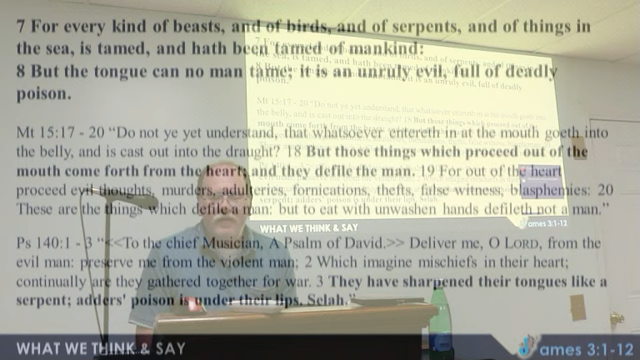 7 For every kind of beasts, and of birds, and of serpents, and of things in
the sea, is tamed, and hath been tamed of mankind:
8 But the tongue can no man tame; it is an unruly evil, full of deadly
poison.
Mt 15:17 - 20 “Do not ye yet understand, that whatsoever entereth in at the mouth goeth into
the belly, and is cast out into the draught? 18 But those things which proceed out of the
mouth come forth from the heart; and they defile the man. 19 For out of the heart
proceed evil thoughts, murders, adulteries, fornications, thefts, false witness, blasphemies: 20
These are the things which defile a man: but to eat with unwashen hands defileth not a man.”
WHAT WE THINK & SAY
ames 3:1-12
Ps 140:1 - 3 “<<To the chief Musician, A Psalm of David.>> Deliver me, O LORD, from the
evil man: preserve me from the violent man; 2 Which imagine mischiefs in their heart;
continually are they gathered together for war. 3 They have sharpened their tongues like a
serpent; adders' poison is under their lips. Selah.”
WHAT WE THINK & SAY
James 3:1-12